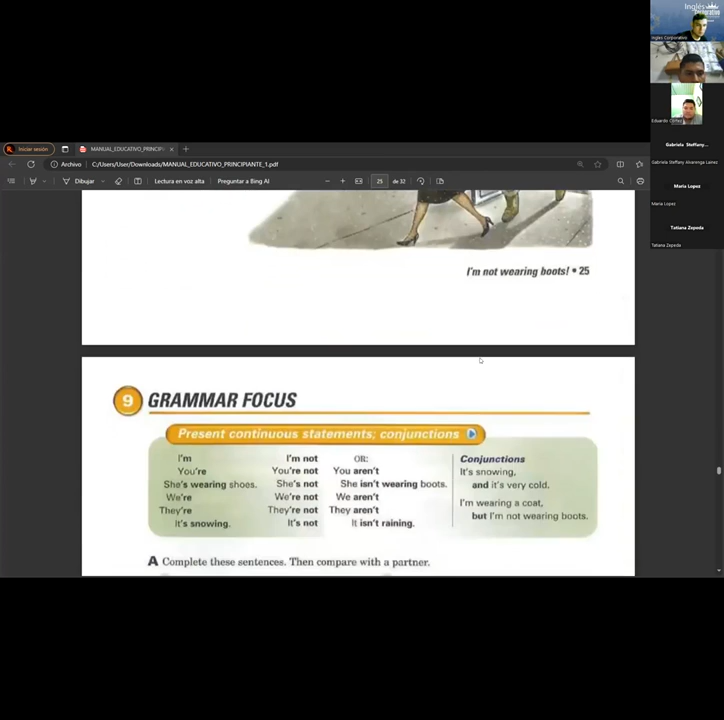 Inglés
Corporativo
Inglés Corporativo
Eduardo Cortez
Gabriela Steffany...
Gabriela Steffany Alvarenga Lainez
Maria Lopez
Maria Lopez
Tatiana Zepeda
Tatiana Zepeda
Iniciar sesión
MANUAL_EDUCATIVO_PRINCIPIANTE_1.pdf
Archivo
C:/Users/User/Downloads/MANUAL_EDUCATIVO_PRINCIPIANTE_1.pdf
Dibujar
Lectura en voz alta
Preguntar a Bing AI
25 de 32
I'm not wearing boots! • 25
9 GRAMMAR FOCUS
Present continuous statements; conjunctions
I'm I'm not OR: Conjunctions
You're You're not You aren't It's snowing,
She's wearing shoes. She's not She isn't wearing boots. and it's very cold.
We're We're not We aren't I'm wearing a coat,
They're They're not They aren't but I'm not wearing boots.
It's snowing. It's not It isn't raining.
A Complete these sentences. Then compare with a partner.